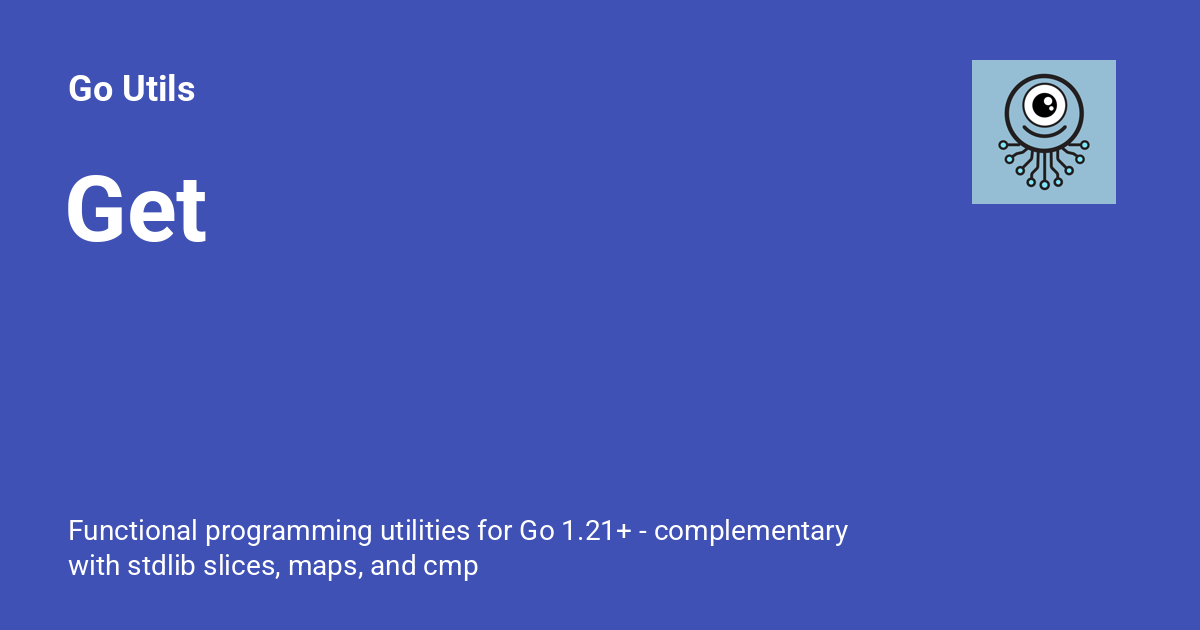 Go Utils
Get
Functional programming utilities for Go 1.21+ - complementary
with stdlib slices, maps, and cmp